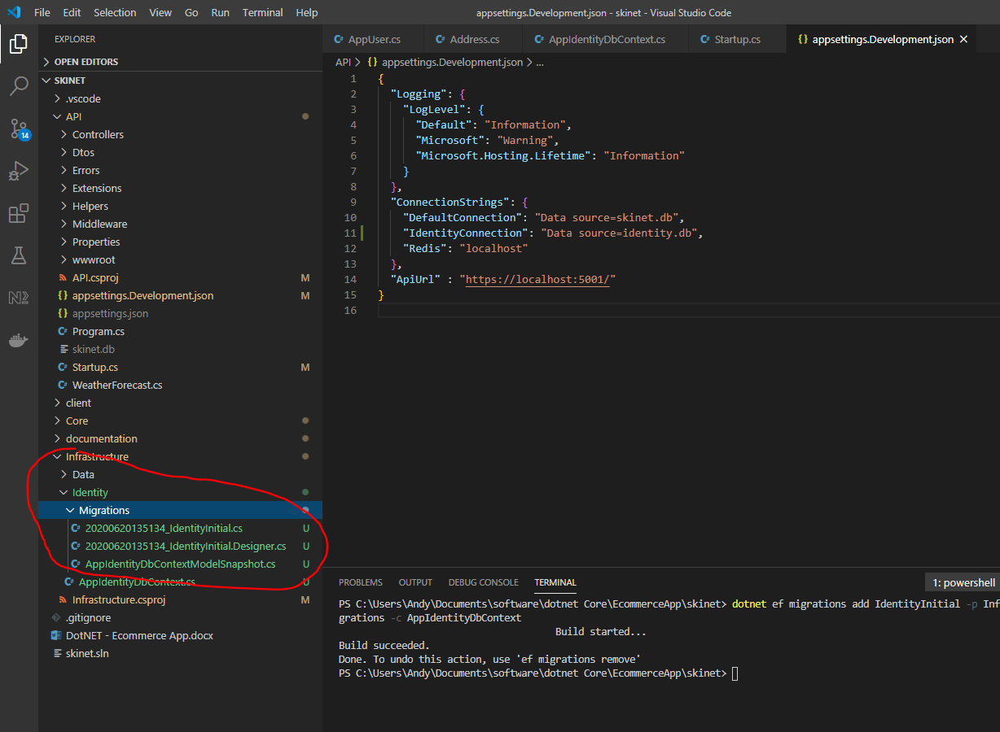 File Edit Selection View Go Run Terminal Help appsettings.Development.json - skinet - Visual Studio Code
EXPLORER
OPEN EDITORS
SKINET
.vscode
API
Controllers
Dtos
Errors
Extensions
Helpers
Middleware
Properties
wwwroot
API.csproj M
{} appsettings.Development.json M
{} appsettings.json
C# Program.cs
skinet.db
C# Startup.cs M
C# WeatherForecast.cs
client
Core
documentation
Infrastructure
Data
Identity
Migrations
C# 20200620135134_IdentityInitial.cs U
C# 20200620135134_IdentityInitial.Designer.cs U
C# AppIdentityDbContextModelSnapshot.cs U
C# AppIdentityDbContext.cs U
Infrastructure.csproj M
.gitignore
DotNET - Ecommerce App.docx
skinet.sln
14
N2
C# AppUser.cs C# Address.cs C# AppIdentityDbContext.cs C# Startup.cs {} appsettings.Development.json ×
API > {} appsettings.Development.json > ...
1 {
2 "Logging": {
3 "LogLevel": {
4 "Default": "Information",
5 "Microsoft": "Warning",
6 "Microsoft.Hosting.Lifetime": "Information"
7 }
8 },
9 "ConnectionStrings": {
10 "DefaultConnection": "Data source=skinet.db",
11 "IdentityConnection": "Data source=identity.db",
12 "Redis": "localhost"
13 },
14 "ApiUrl" : "https://localhost:5001/"
15 }
16
PROBLEMS OUTPUT DEBUG CONSOLE TERMINAL 1: powershell
PS C:\Users\Andy\Documents\software\dotnet Core\EcommerceApp\skinet> dotnet ef migrations add IdentityInitial -p Inf
grations -c AppIdentityDbContext
Build started...
Build succeeded.
Done. To undo this action, use 'ef migrations remove'
PS C:\Users\Andy\Documents\software\dotnet Core\EcommerceApp\skinet>